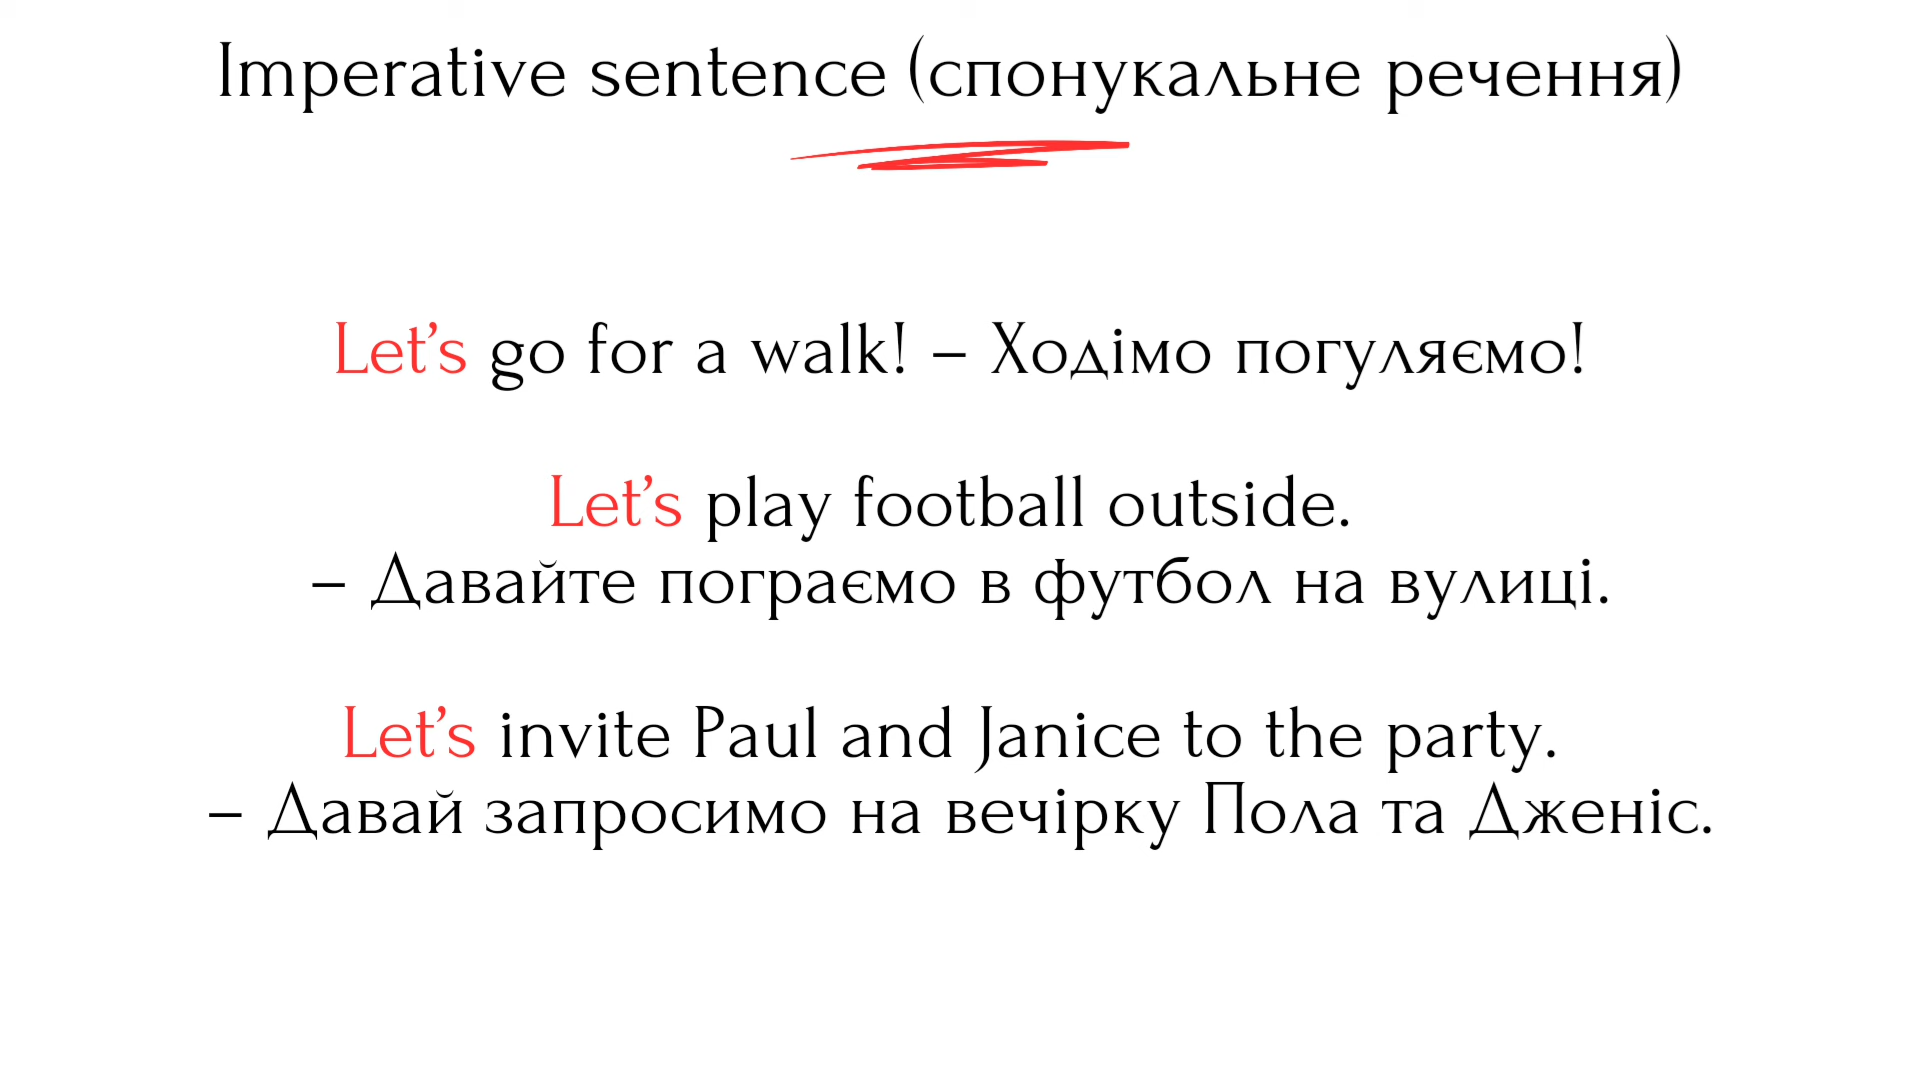 Imperative sentence (спонукальне речення)
Let’s go for a walk! – Ходімо погуляємо!
Let’s play football outside.
– Давайте пограємо в футбол на вулиці.
Let’s invite Paul and Janice to the party.
– Давай запросимо на вечірку Пола та Дженіс.